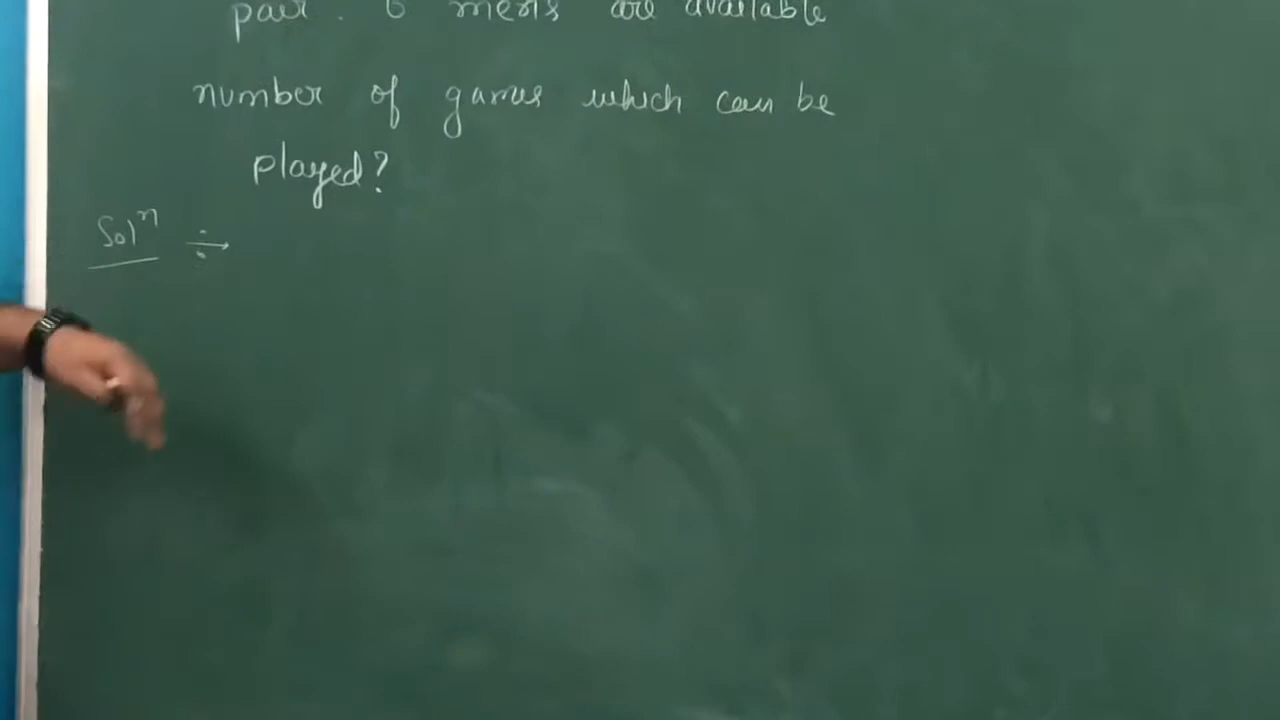 pair. 6 mens are available
number of games which can be
played?
Solⁿ ÷